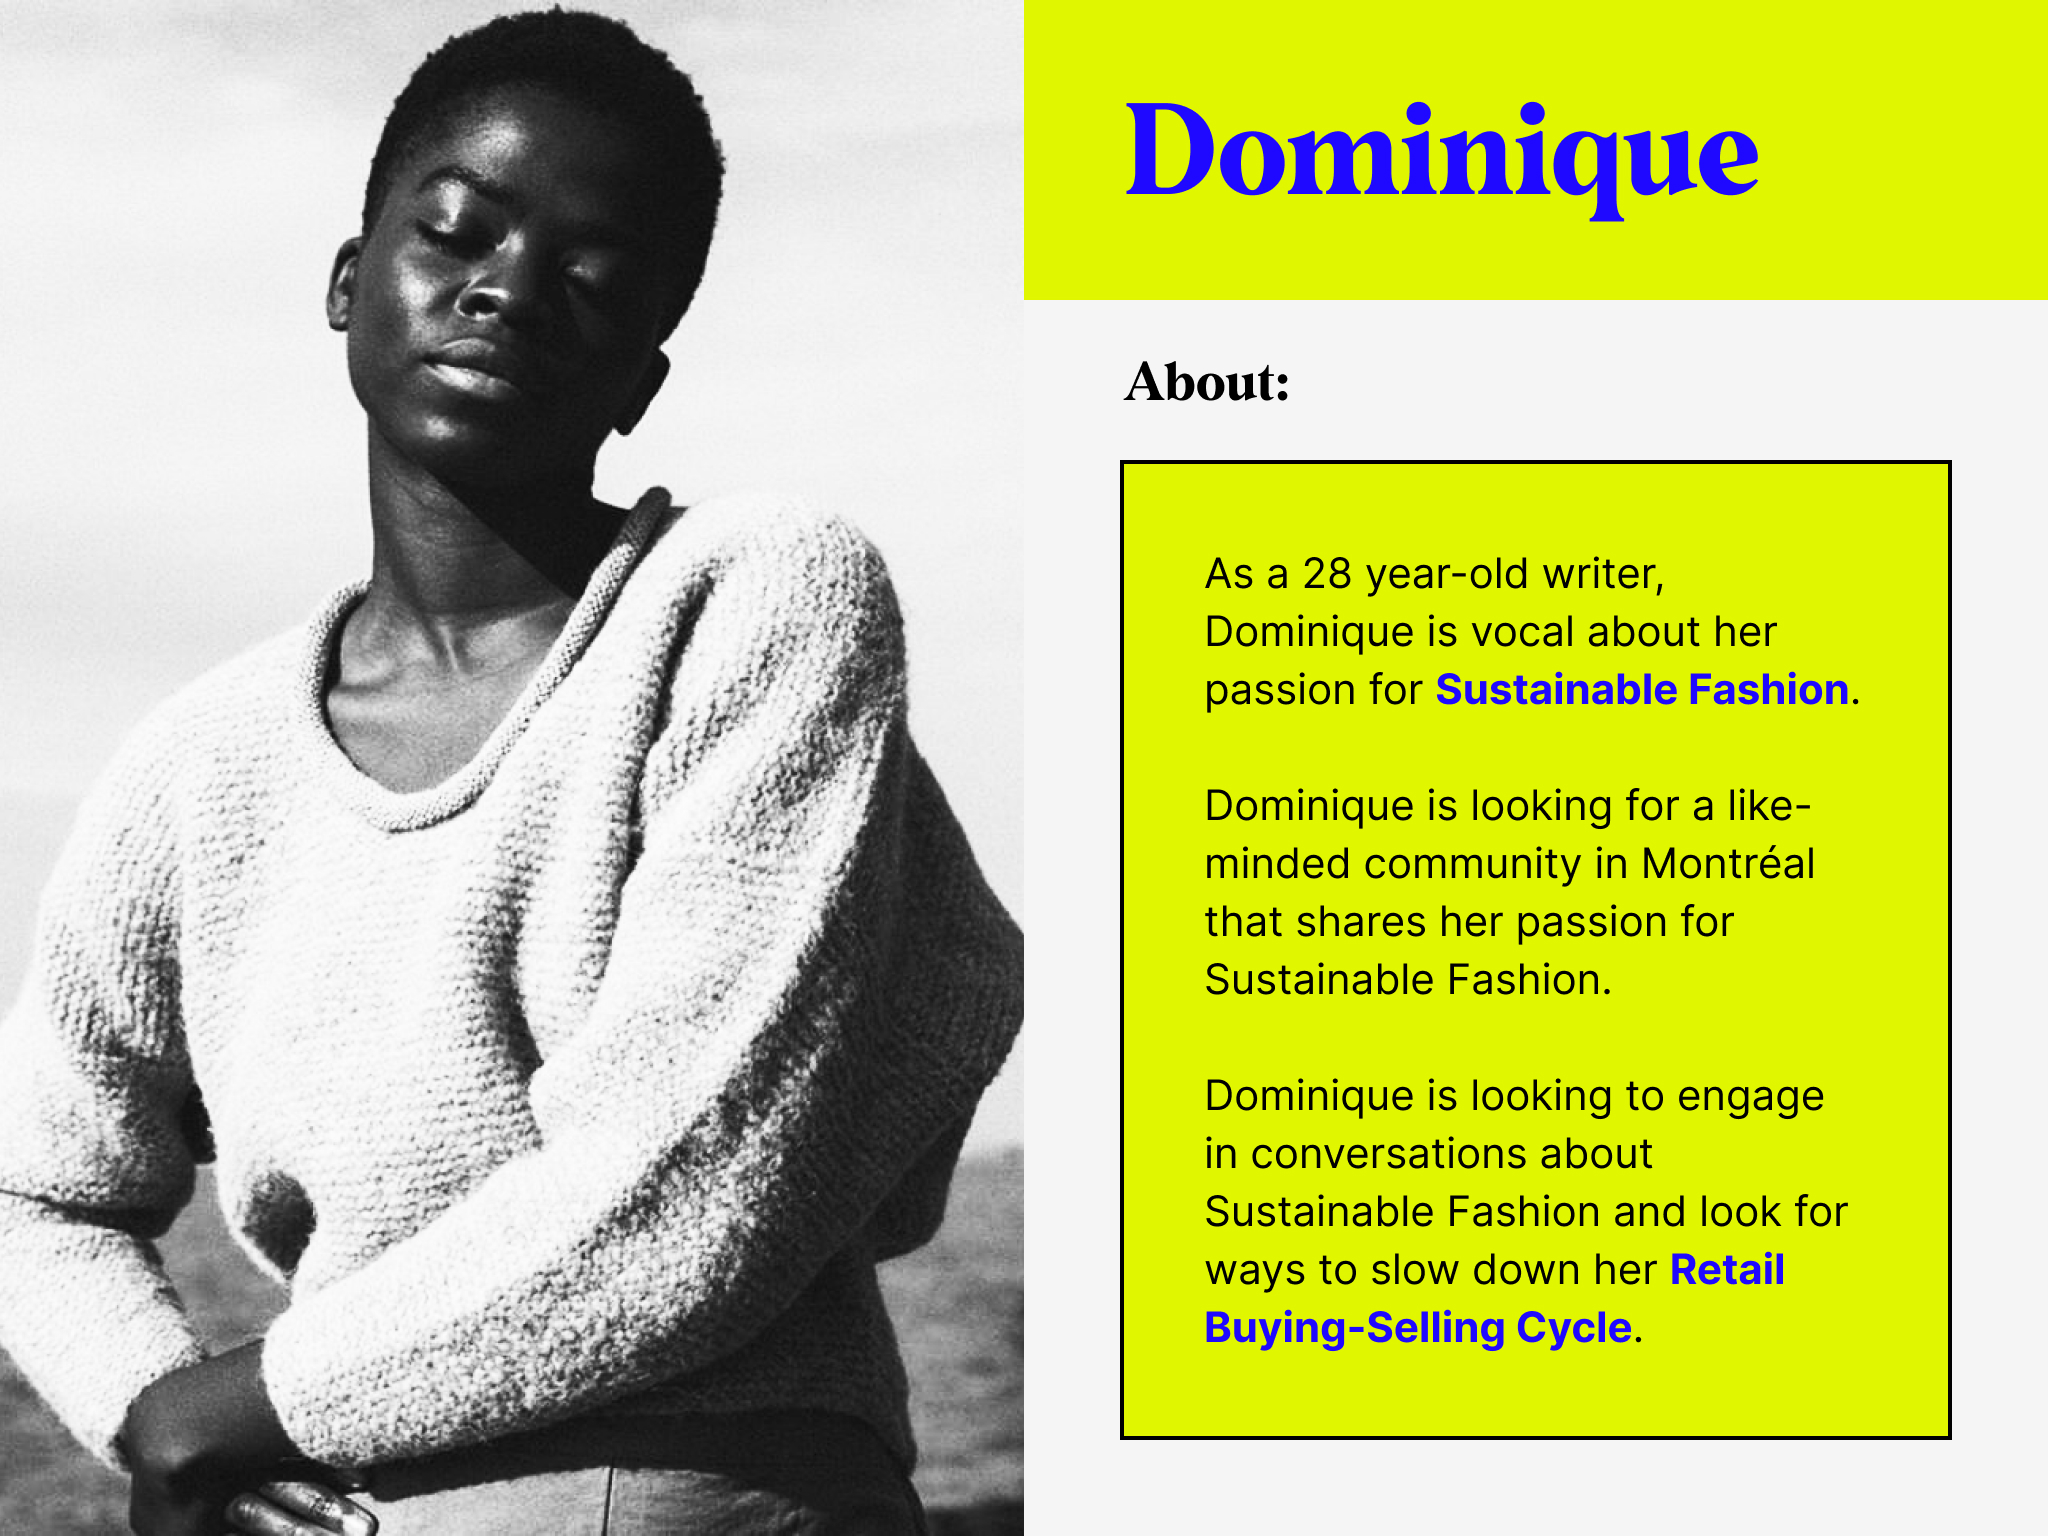 Dominique
About:
As a 28 year-old writer,
Dominique is vocal about her
passion for Sustainable Fashion.
Dominique is looking for a like-
minded community in Montréal
that shares her passion for
Sustainable Fashion.
Dominique is looking to engage
in conversations about
Sustainable Fashion and look for
ways to slow down her Retail
Buying-Selling Cycle.